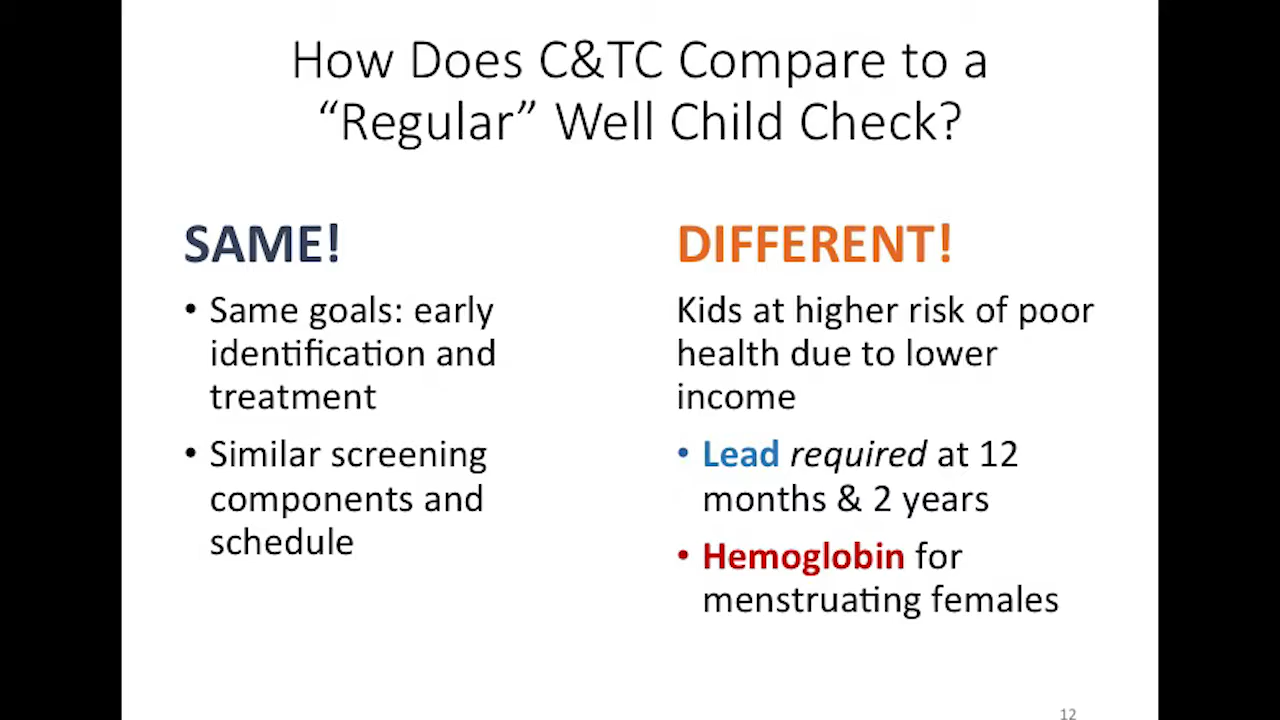 How Does C&TC Compare to a
“Regular” Well Child Check?
SAME!
• Same goals: early
identification and
treatment
• Similar screening
components and
schedule
DIFFERENT!
Kids at higher risk of poor
health due to lower
income
• Lead required at 12
months & 2 years
• Hemoglobin for
menstruating females
12